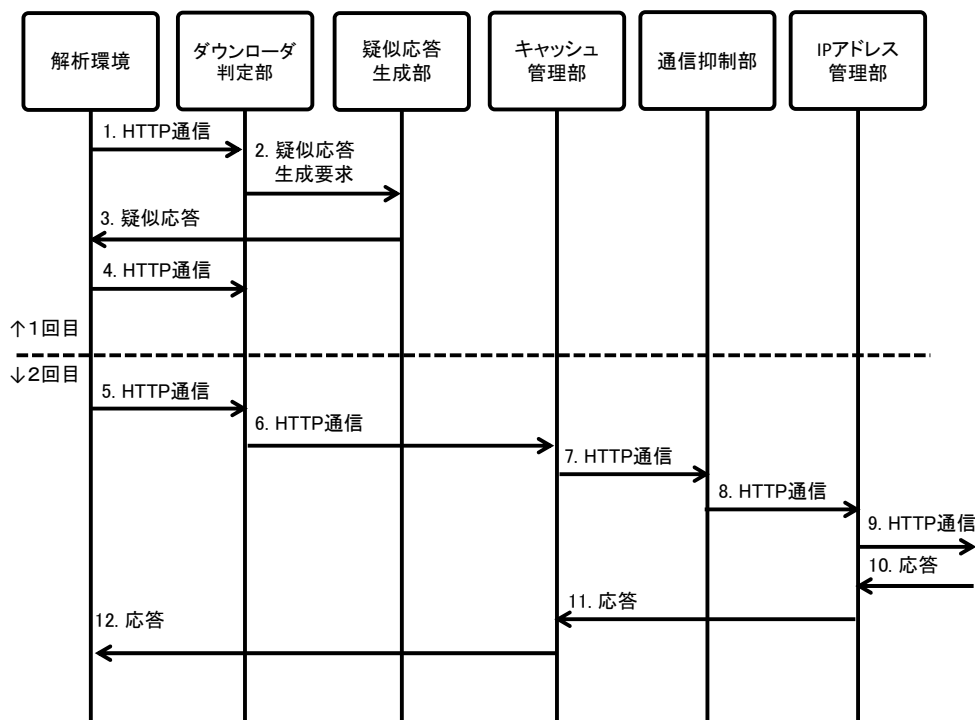 解析環境
ダウンローダ
判定部
疑似応答
生成部
キャッシュ
管理部
通信抑制部
IPアドレス
管理部
1. HTTP通信
2. 疑似応答
生成要求
3. 疑似応答
4. HTTP通信
↑1回目
↓2回目
5. HTTP通信
6. HTTP通信
7. HTTP通信
8. HTTP通信
9. HTTP通信
10. 応答
11. 応答
12. 応答